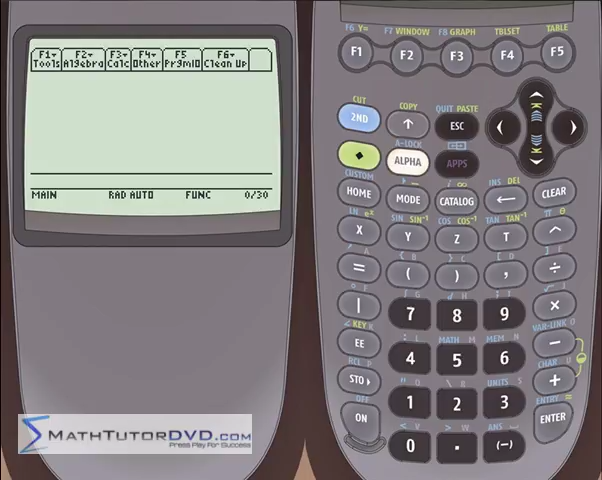 F1▾ F2▾ F3▾ F4▾ F5 F6▾
Tools Algebra Calc Other PrgmIO Clean Up
MAIN RAD AUTO FUNC 0/30
MATHTUTORDVD.COM
Press Play For Success
F6 Y= F7 WINDOW F8 GRAPH TBLSET TABLE
F1 F2 F3 F4 F5
CUT COPY QUIT PASTE
2ND ↑ ESC
A-LOCK
◆ ALPHA APPS
CUSTOM INS DEL
HOME MODE CATALOG ← CLEAR
LN eˣ SIN SIN⁻¹ COS COS⁻¹ TAN TAN⁻¹ π θ
X Y Z T ^
A { B } C [ D ] E
= ( ) , ÷
| 7 8 9 ×
∠ KEY K L MATH M MEM N VAR-LINK O
EE 4 5 6 −
RCL P Q R UNITS S CHAR U
STO▸ 1 2 3 +
OFF V W ANS ENTRY =
ON 0 . (−) ENTER